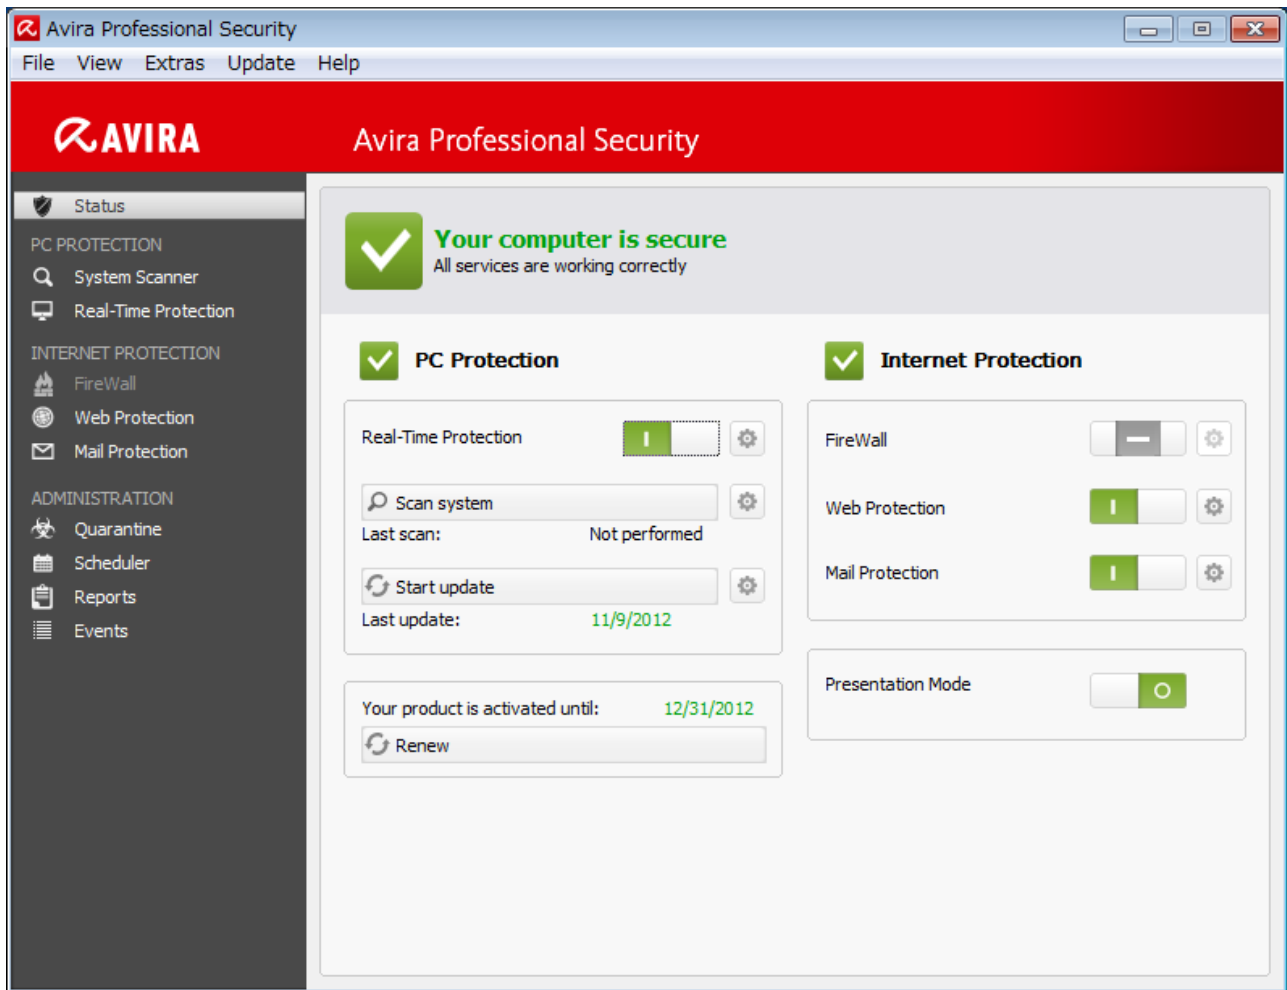 Avira Professional Security
File View Extras Update Help
AVIRA
Avira Professional Security
Status
PC PROTECTION
System Scanner
Real-Time Protection
INTERNET PROTECTION
FireWall
Web Protection
Mail Protection
ADMINISTRATION
Quarantine
Scheduler
Reports
Events
Your computer is secure
All services are working correctly
PC Protection
Real-Time Protection
Scan system
Last scan: Not performed
Start update
Last update: 11/9/2012
Your product is activated until: 12/31/2012
Renew
Internet Protection
FireWall
Web Protection
Mail Protection
Presentation Mode